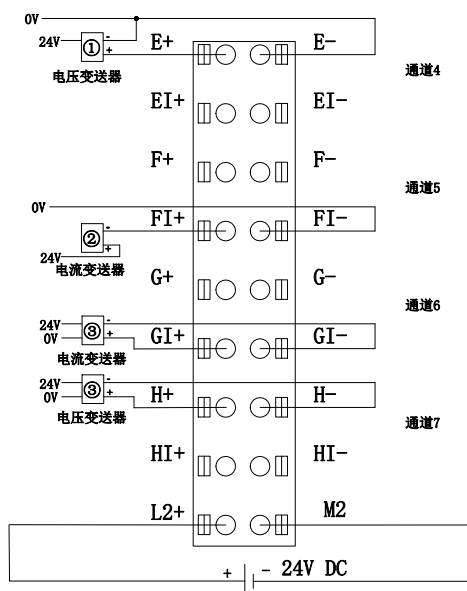 0V
24V ① - + E+ E-
电压变送器 通道4
EI+ EI-
F+ F-
通道5
0V
FI+ FI-
② - +
24V
电流变送器
G+ G-
通道6
24V ③ - + GI+ GI-
0V
电流变送器
24V ③ - + H+ H-
0V
电压变送器 通道7
HI+ HI-
L2+ M2
+ - 24V DC